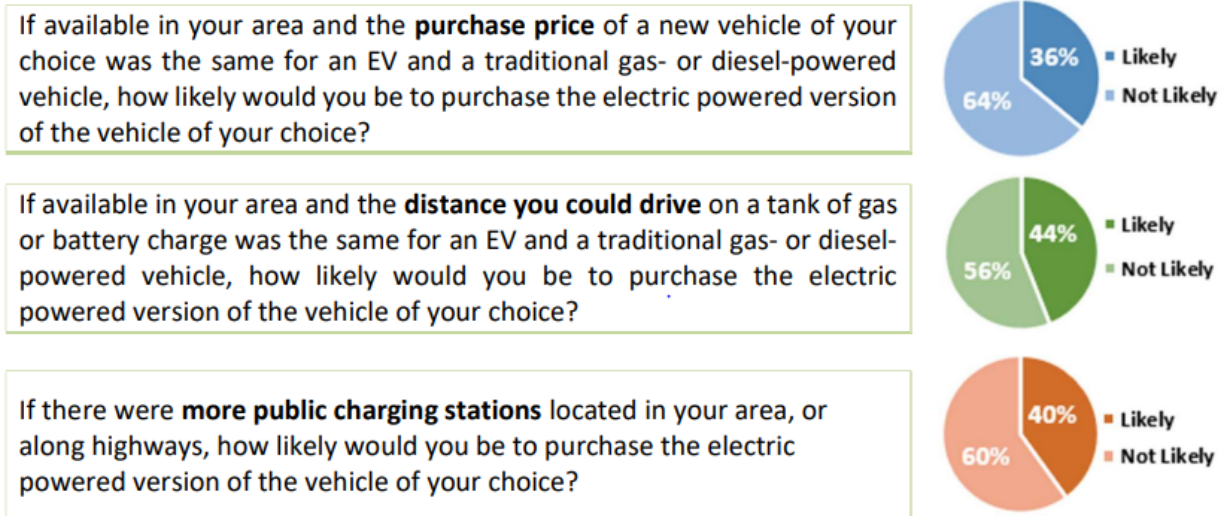 If available in your area and the purchase price of a new vehicle of your
choice was the same for an EV and a traditional gas- or diesel-powered
vehicle, how likely would you be to purchase the electric powered version
of the vehicle of your choice?
36%
64%
Likely
Not Likely
If available in your area and the distance you could drive on a tank of gas
or battery charge was the same for an EV and a traditional gas- or diesel-
powered vehicle, how likely would you be to purchase the electric
powered version of the vehicle of your choice?
44%
56%
Likely
Not Likely
If there were more public charging stations located in your area, or
along highways, how likely would you be to purchase the electric
powered version of the vehicle of your choice?
40%
60%
Likely
Not Likely